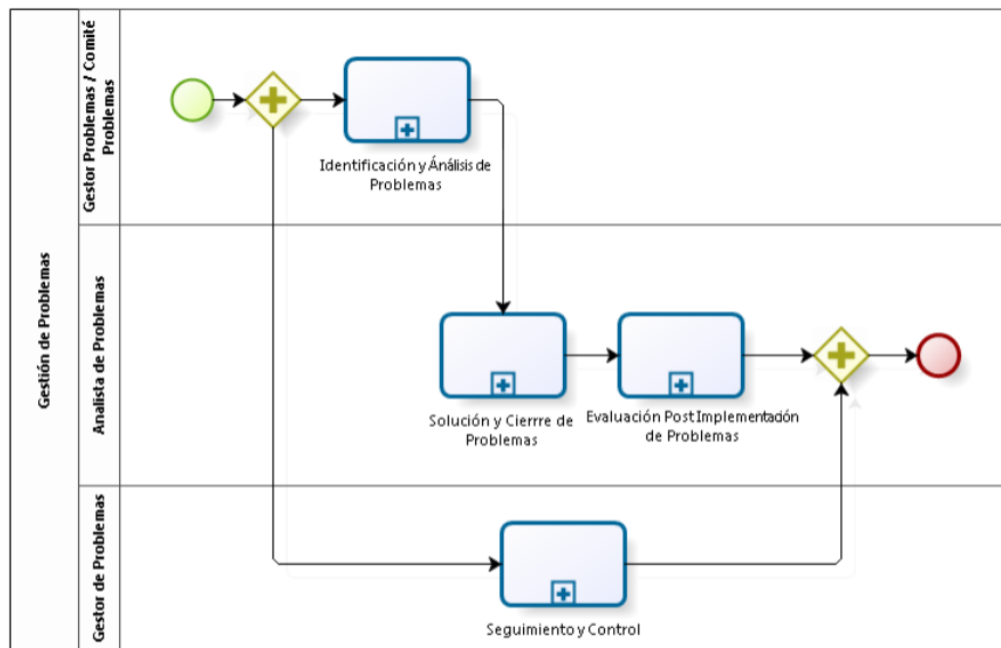 Gestión de Problemas
Gestor Problemas / Comité
Problemas
Identificación y Ánálisis de
Problemas
Analista de Problemas
Solución y Cierrre de
Problemas
Evaluación Post Implementación
de Problemas
Gestor de Problemas
Seguimiento y Control